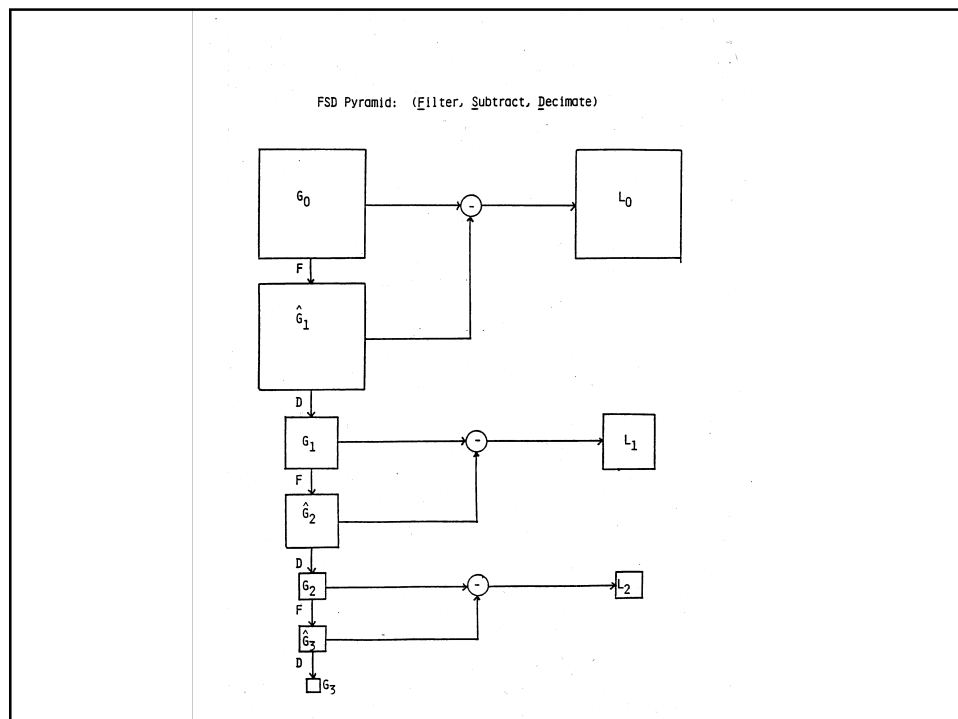 FSD Pyramid: (Filter, Subtract, Decimate)
G0
-
L0
F
Ĝ1
D
G1
-
L1
F
Ĝ2
D
G2
-
L2
F
Ĝ3
D
G3